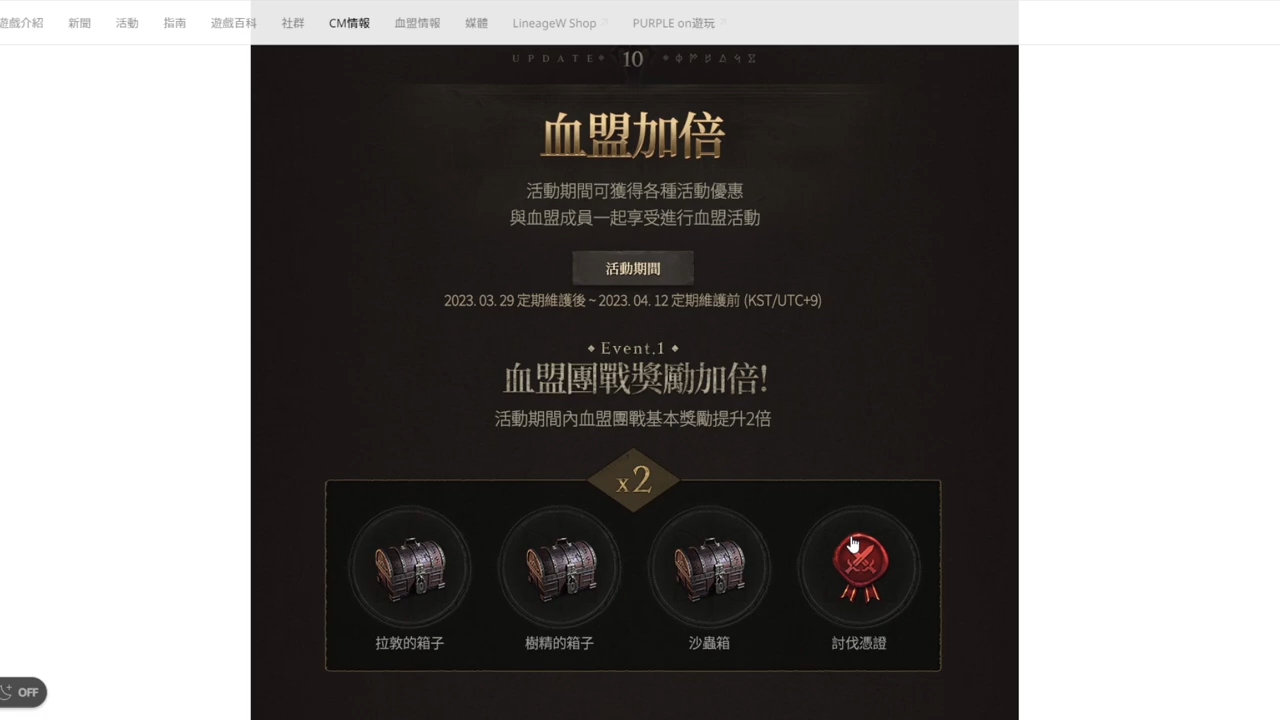 遊戲介紹 新聞 活動 指南 遊戲百科 社群 CM情報 血盟情報 媒體 LineageW Shop PURPLE on遊玩
UPDATE 10
血盟加倍
活動期間可獲得各種活動優惠
與血盟成員一起享受進行血盟活動
活動期間
2023. 03. 29 定期維護後 ~ 2023. 04. 12 定期維護前 (KST/UTC+9)
Event.1
血盟團戰獎勵加倍!
活動期間內血盟團戰基本獎勵提升2倍
x2
拉敦的箱子 樹精的箱子 沙蟲箱 討伐憑證
OFF